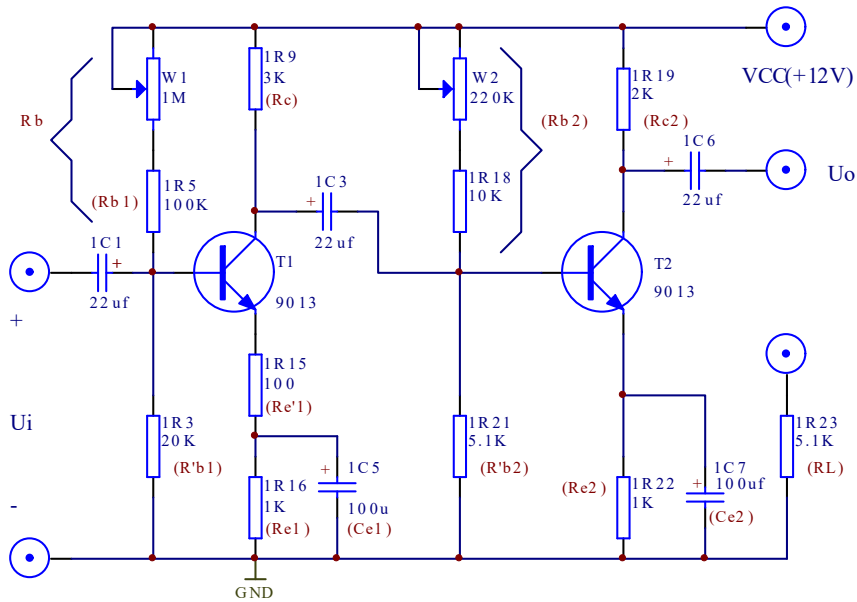 W1
1M
Rb
1R9
3K
(Rc)
W2
220K
(Rb2)
1R19
2K
(Rc2)
VCC(+12V)
1C6
+
22uf
Uo
(Rb1)
1R5
100K
1C3
+
22uf
1R18
10K
1C1
+
22uf
T1
9013
T2
9013
+
Ui
-
1R15
100
(Re'1)
1R3
20K
(R'b1)
1R16
1K
(Re1)
1C5
+
100u
(Ce1)
1R21
5.1K
(R'b2)
(Re2)
1R22
1K
1C7
+
100uf
(Ce2)
1R23
5.1K
(RL)
GND